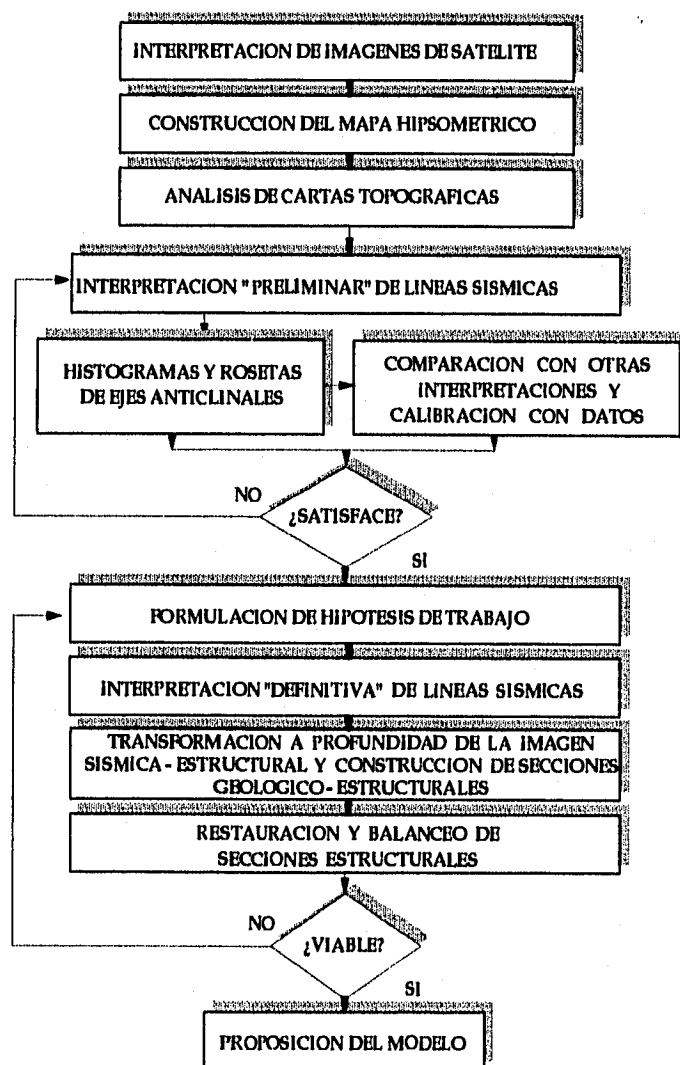 INTERPRETACION DE IMAGENES DE SATELITE
CONSTRUCCION DEL MAPA HIPSOMETRICO
ANALISIS DE CARTAS TOPOGRAFICAS
INTERPRETACION "PRELIMINAR" DE LINEAS SISMICAS
HISTOGRAMAS Y ROSETAS
DE EJES ANTICLINALES
COMPARACION CON OTRAS
INTERPRETACIONES Y
CALIBRACION CON DATOS
NO
¿SATISFACE?
SI
FORMULACION DE HIPOTESIS DE TRABAJO
INTERPRETACION "DEFINITIVA" DE LINEAS SISMICAS
TRANSFORMACION A PROFUNDIDAD DE LA IMAGEN
SISMICA - ESTRUCTURAL Y CONSTRUCCION DE SECCIONES
GEOLOGICO - ESTRUCTURALES
RESTAURACION Y BALANCEO DE
SECCIONES ESTRUCTURALES
NO
¿VIABLE?
SI
PROPOSICION DEL MODELO